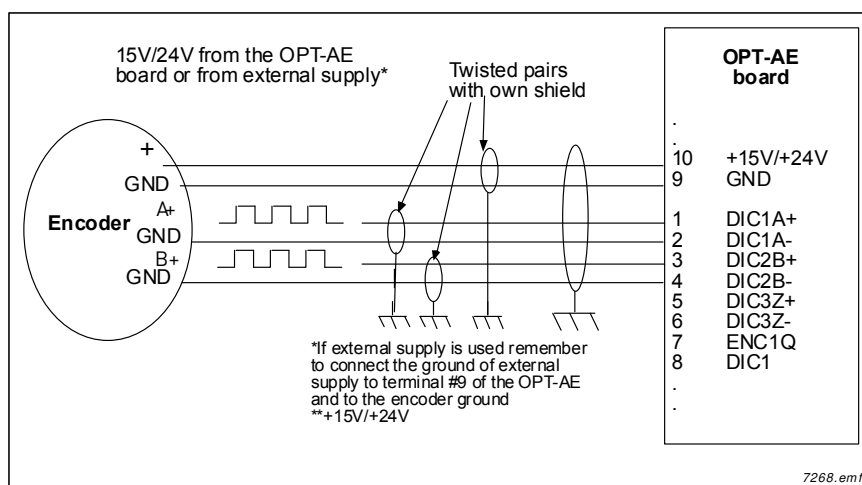 15V/24V from the OPT-AE
board or from external supply*
Twisted pairs
with own shield
OPT-AE
board
Encoder
+
GND
A+
GND
B+
GND
.
.
10 +15V/+24V
9 GND
1 DIC1A+
2 DIC1A-
3 DIC2B+
4 DIC2B-
5 DIC3Z+
6 DIC3Z-
7 ENC1Q
8 DIC1
.
.
*If external supply is used remember
to connect the ground of external
supply to terminal #9 of the OPT-AE
and to the encoder ground
**+15V/+24V
7268.emf